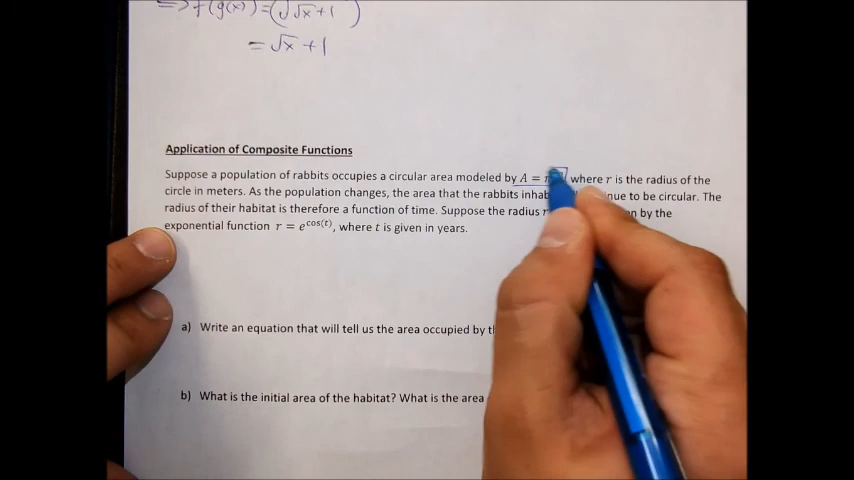 => f(g(x)) = (√√x+1)
= √x + 1
Application of Composite Functions
Suppose a population of rabbits occupies a circular area modeled by A = where r is the radius of the
circle in meters. As the population changes, the area that the rabbits to be circular. The
radius of their habitat is therefore a function of time. Suppose the radius by the
exponential function r = e^cos(t), where t is given in years.
a) Write an equation that will tell us the area occupied by
b) What is the initial area of the habitat? What is the area